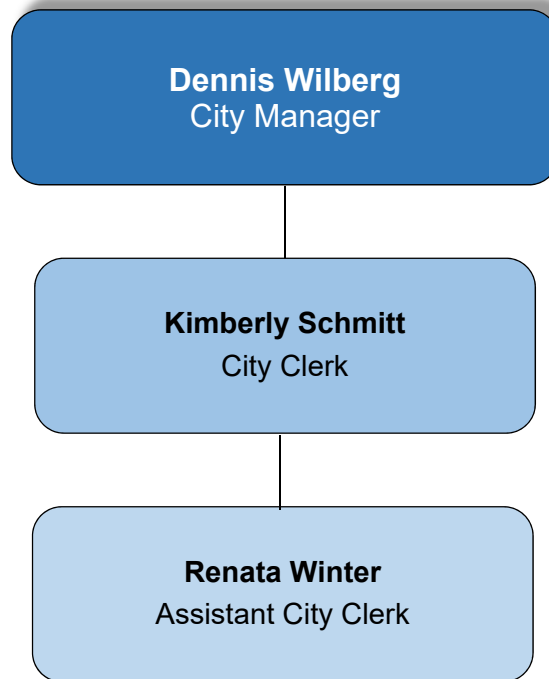 Dennis Wilberg
City Manager
Kimberly Schmitt
City Clerk
Renata Winter
Assistant City Clerk